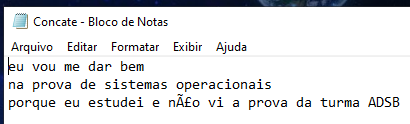 Concate - Bloco de Notas
Arquivo Editar Formatar Exibir Ajuda
eu vou me dar bem
na prova de sistemas operacionais
porque eu estudei e nÃ£o vi a prova da turma ADSB